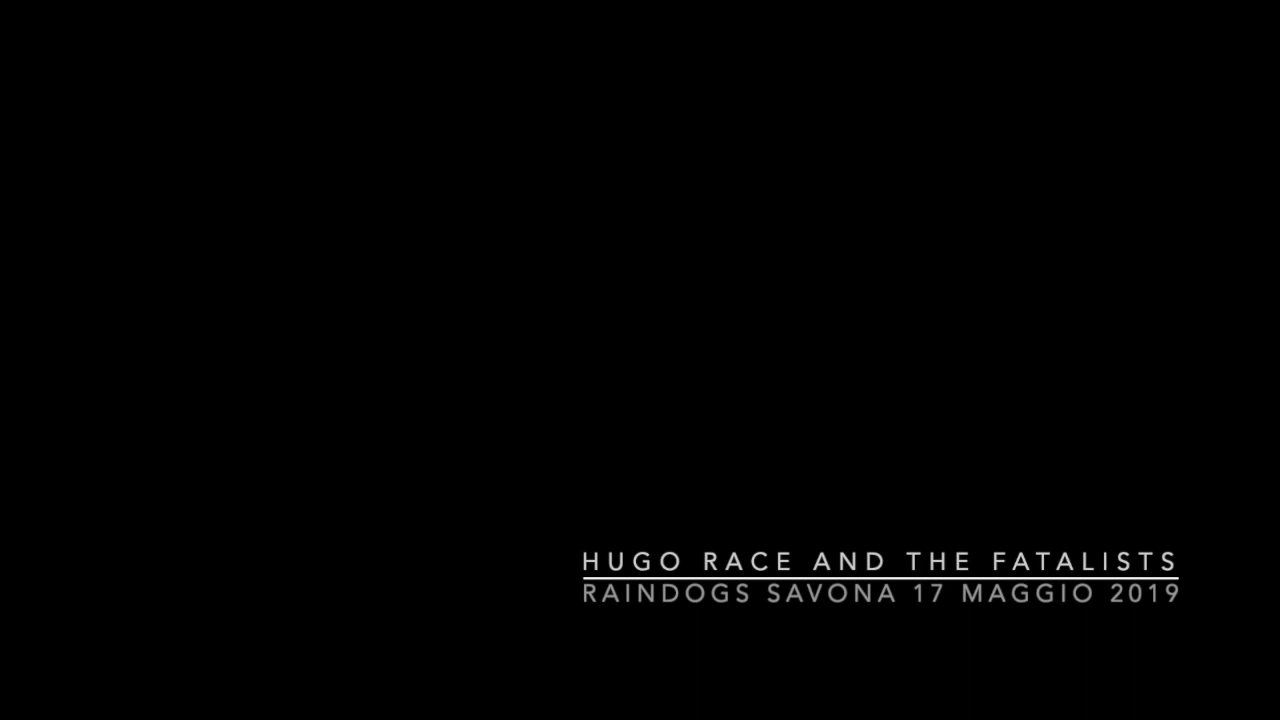 HUGO RACE AND THE FATALISTS
RAINDOGS SAVONA 17 MAGGIO 2019